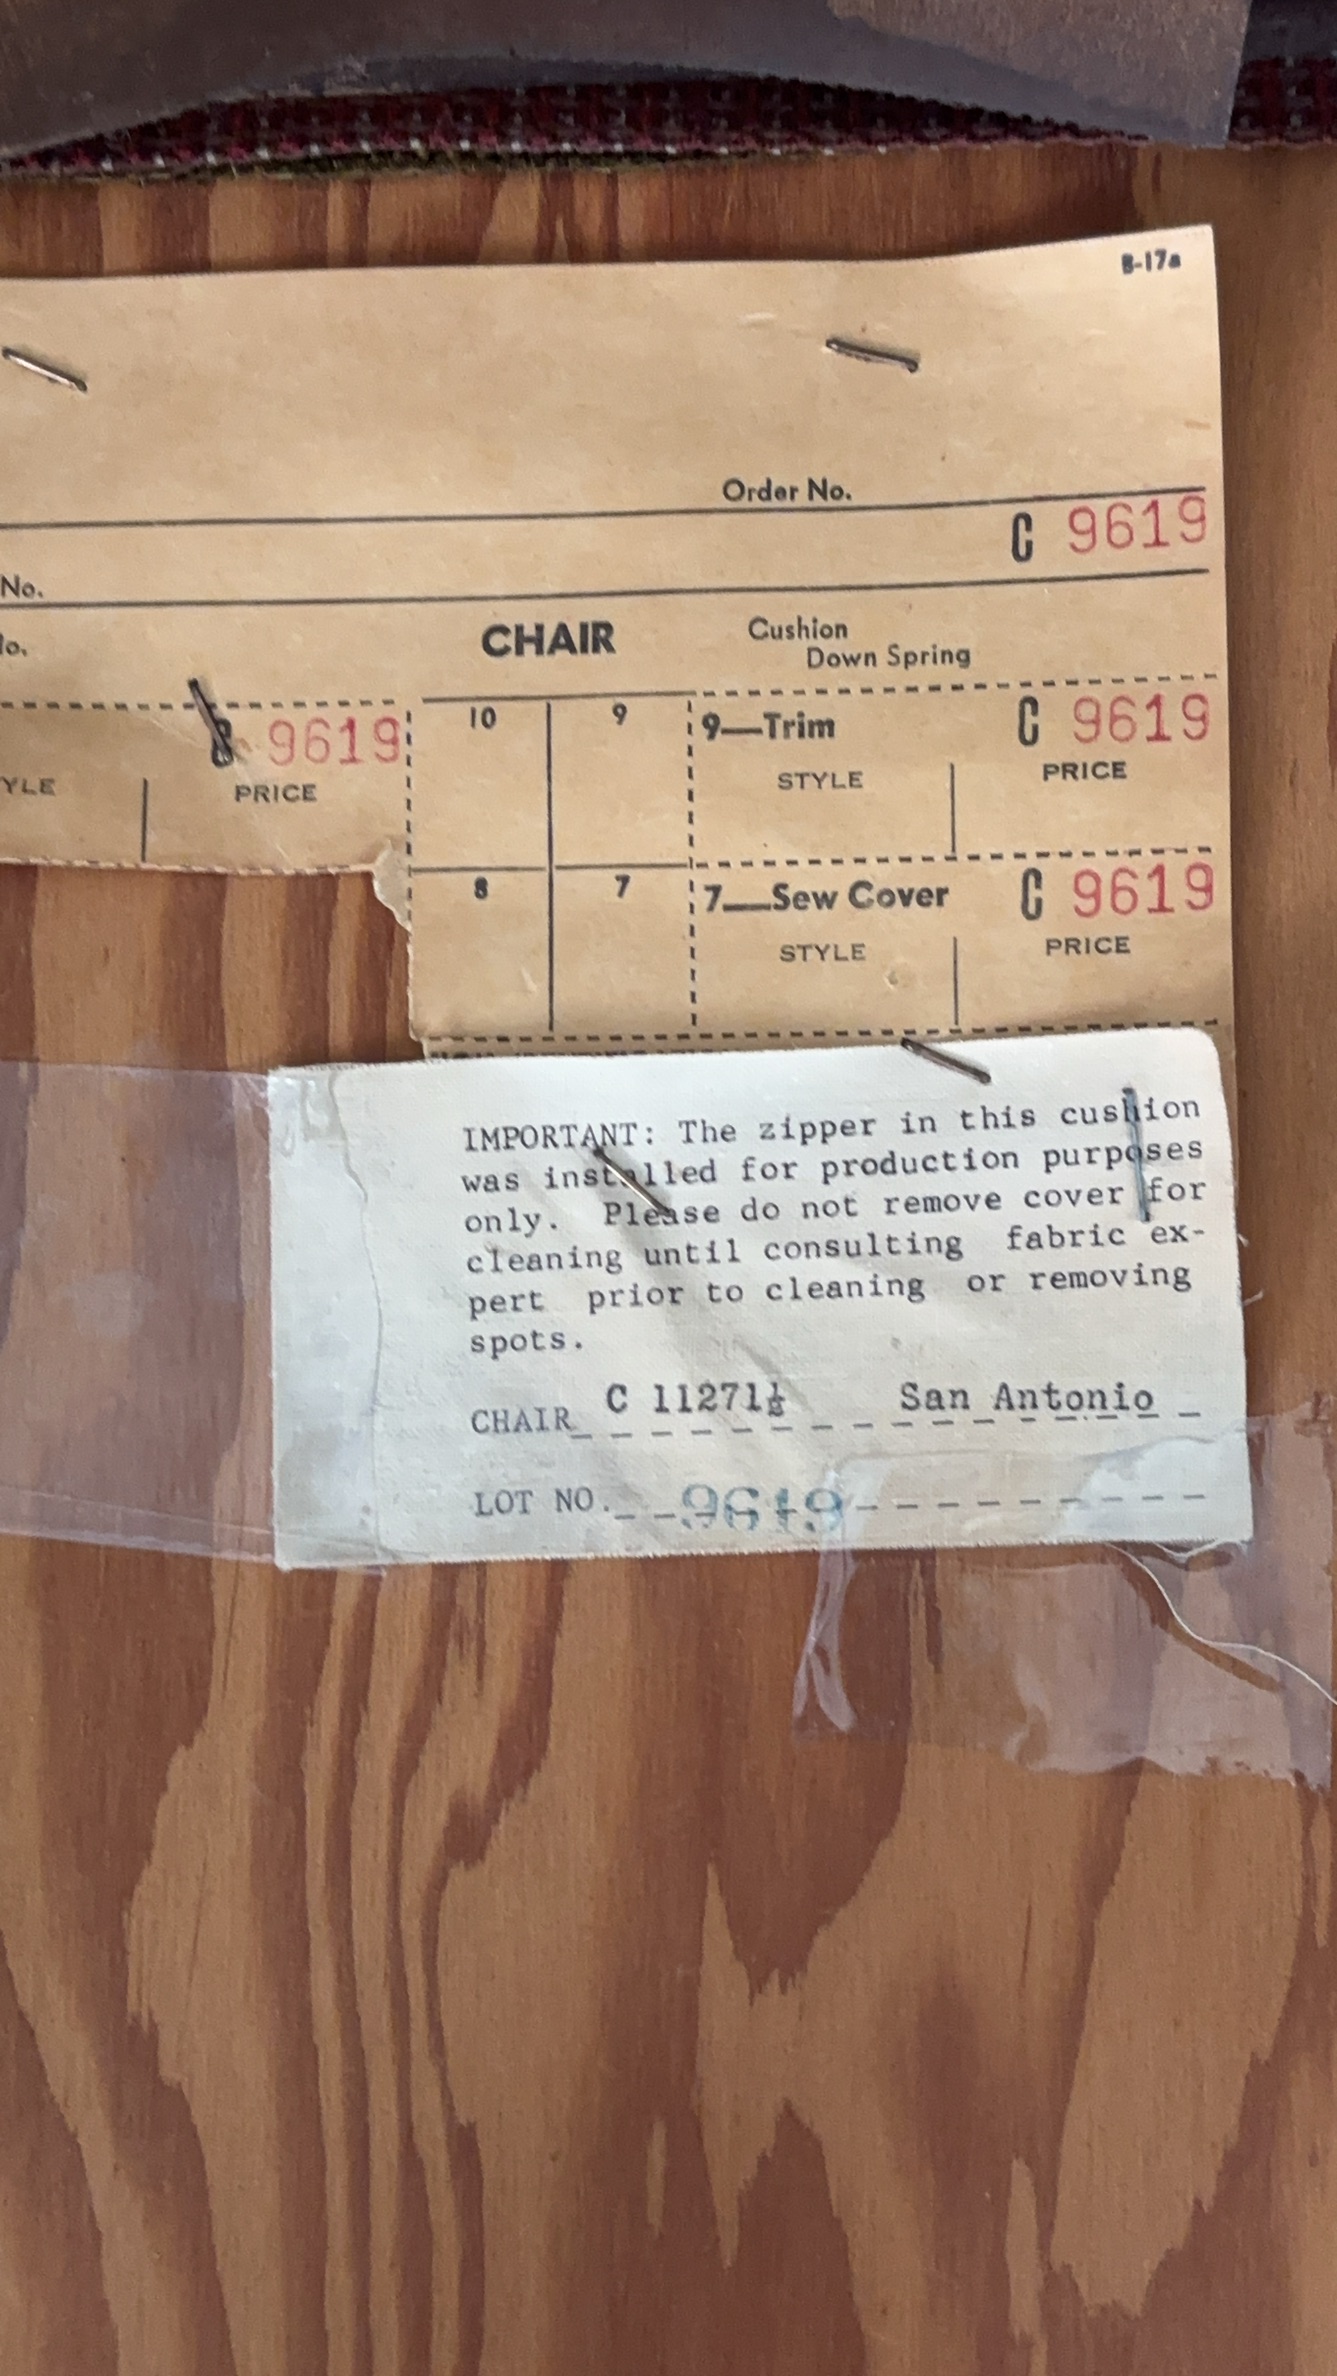 B-17a
Order No.
C 9619
No.
lo.
CHAIR
Cushion
Down Spring
9619
YLE
PRICE
10
9
9—Trim
C 9619
STYLE
PRICE
8
7
7—Sew Cover
C 9619
STYLE
PRICE
IMPORTANT: The zipper in this cushion
was installed for production purposes
only. Please do not remove cover for
cleaning until consulting fabric ex-
pert prior to cleaning or removing
spots.
CHAIR C 11271½ San Antonio
LOT NO. 9619